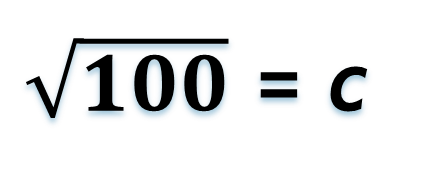 √100 = c